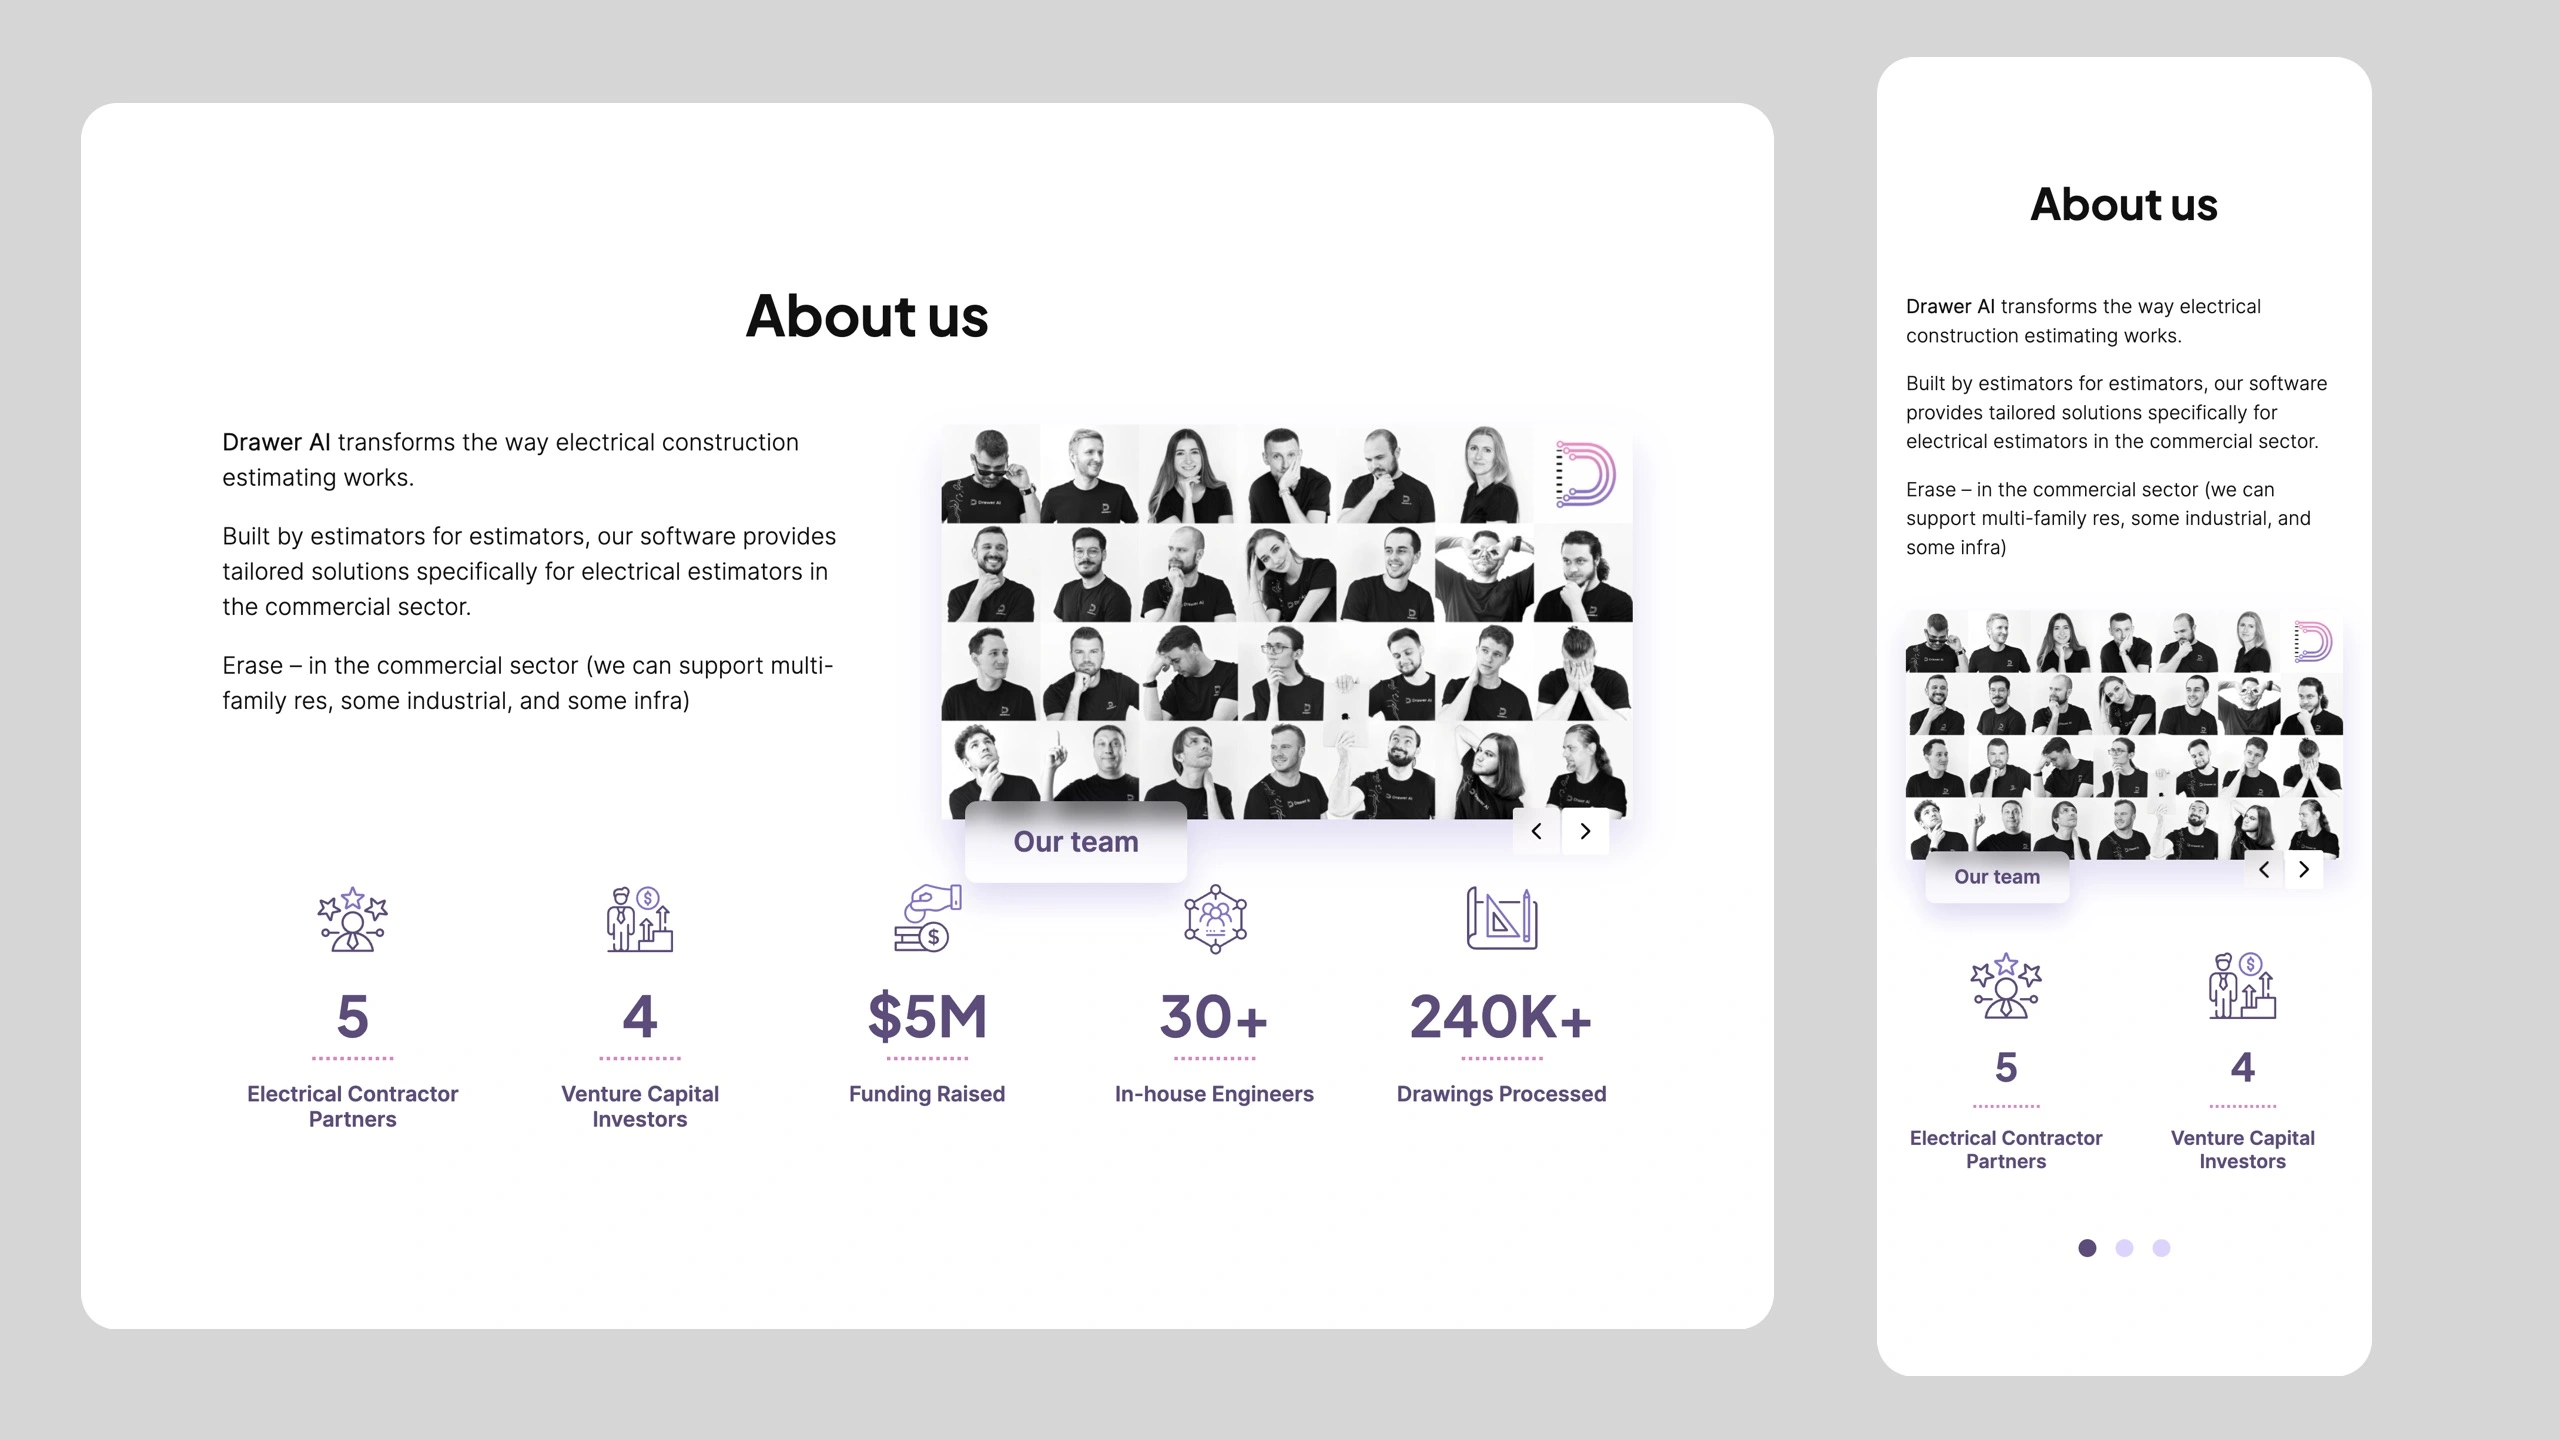 About us
Drawer AI transforms the way electrical construction
estimating works.
Built by estimators for estimators, our software provides
tailored solutions specifically for electrical estimators in
the commercial sector.
Erase – in the commercial sector (we can support multi-
family res, some industrial, and some infra)
Drawer AI
Our team
5
Electrical Contractor
Partners
4
Venture Capital
Investors
$5M
Funding Raised
30+
In-house Engineers
240K+
Drawings Processed
About us
Drawer AI transforms the way electrical
construction estimating works.
Built by estimators for estimators, our software
provides tailored solutions specifically for
electrical estimators in the commercial sector.
Erase – in the commercial sector (we can
support multi-family res, some industrial, and
some infra)
Our team
5
Electrical Contractor
Partners
4
Venture Capital
Investors